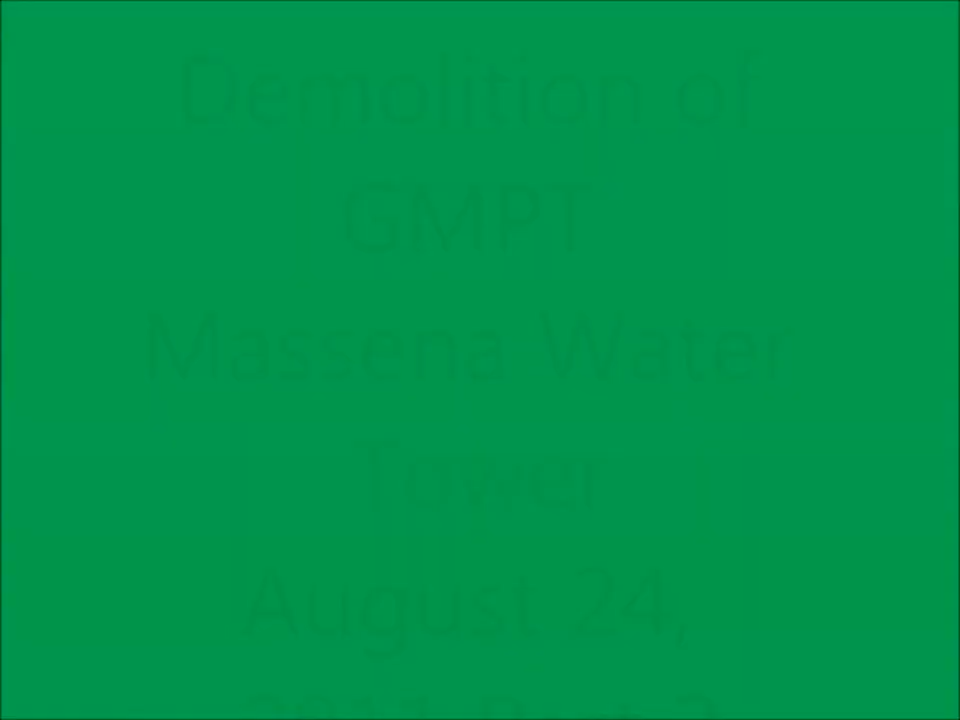 Demolition of
GMPT
Massena Water
Tower
August 24,